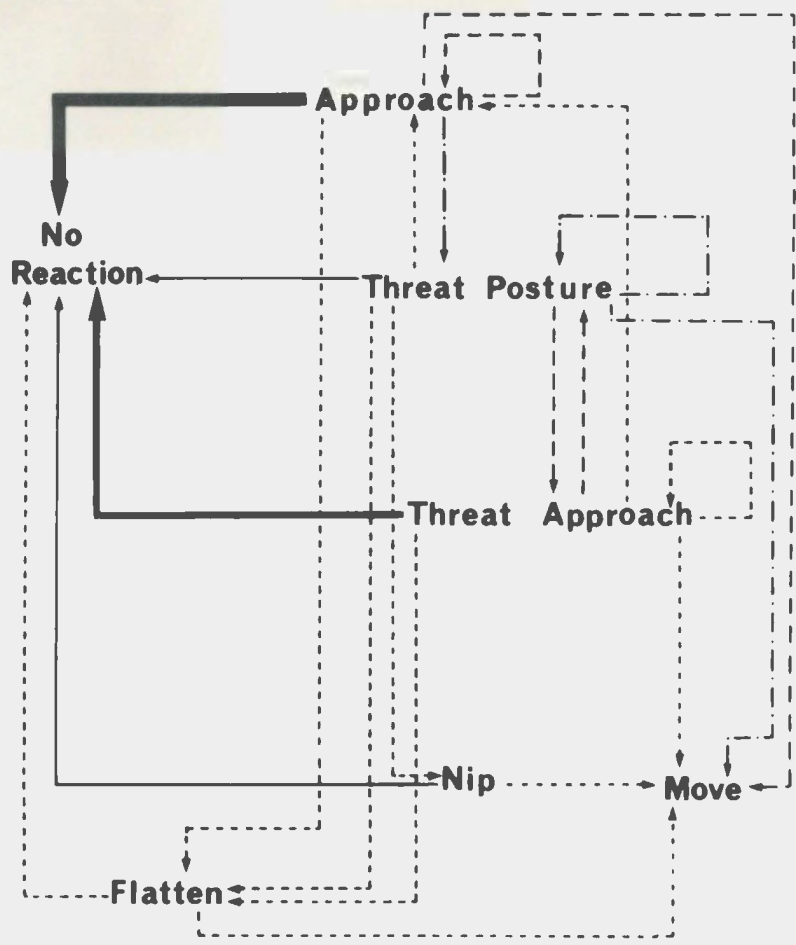 Approach
No
Reaction
Threat Posture
Threat Approach
Nip
Move
Flatten